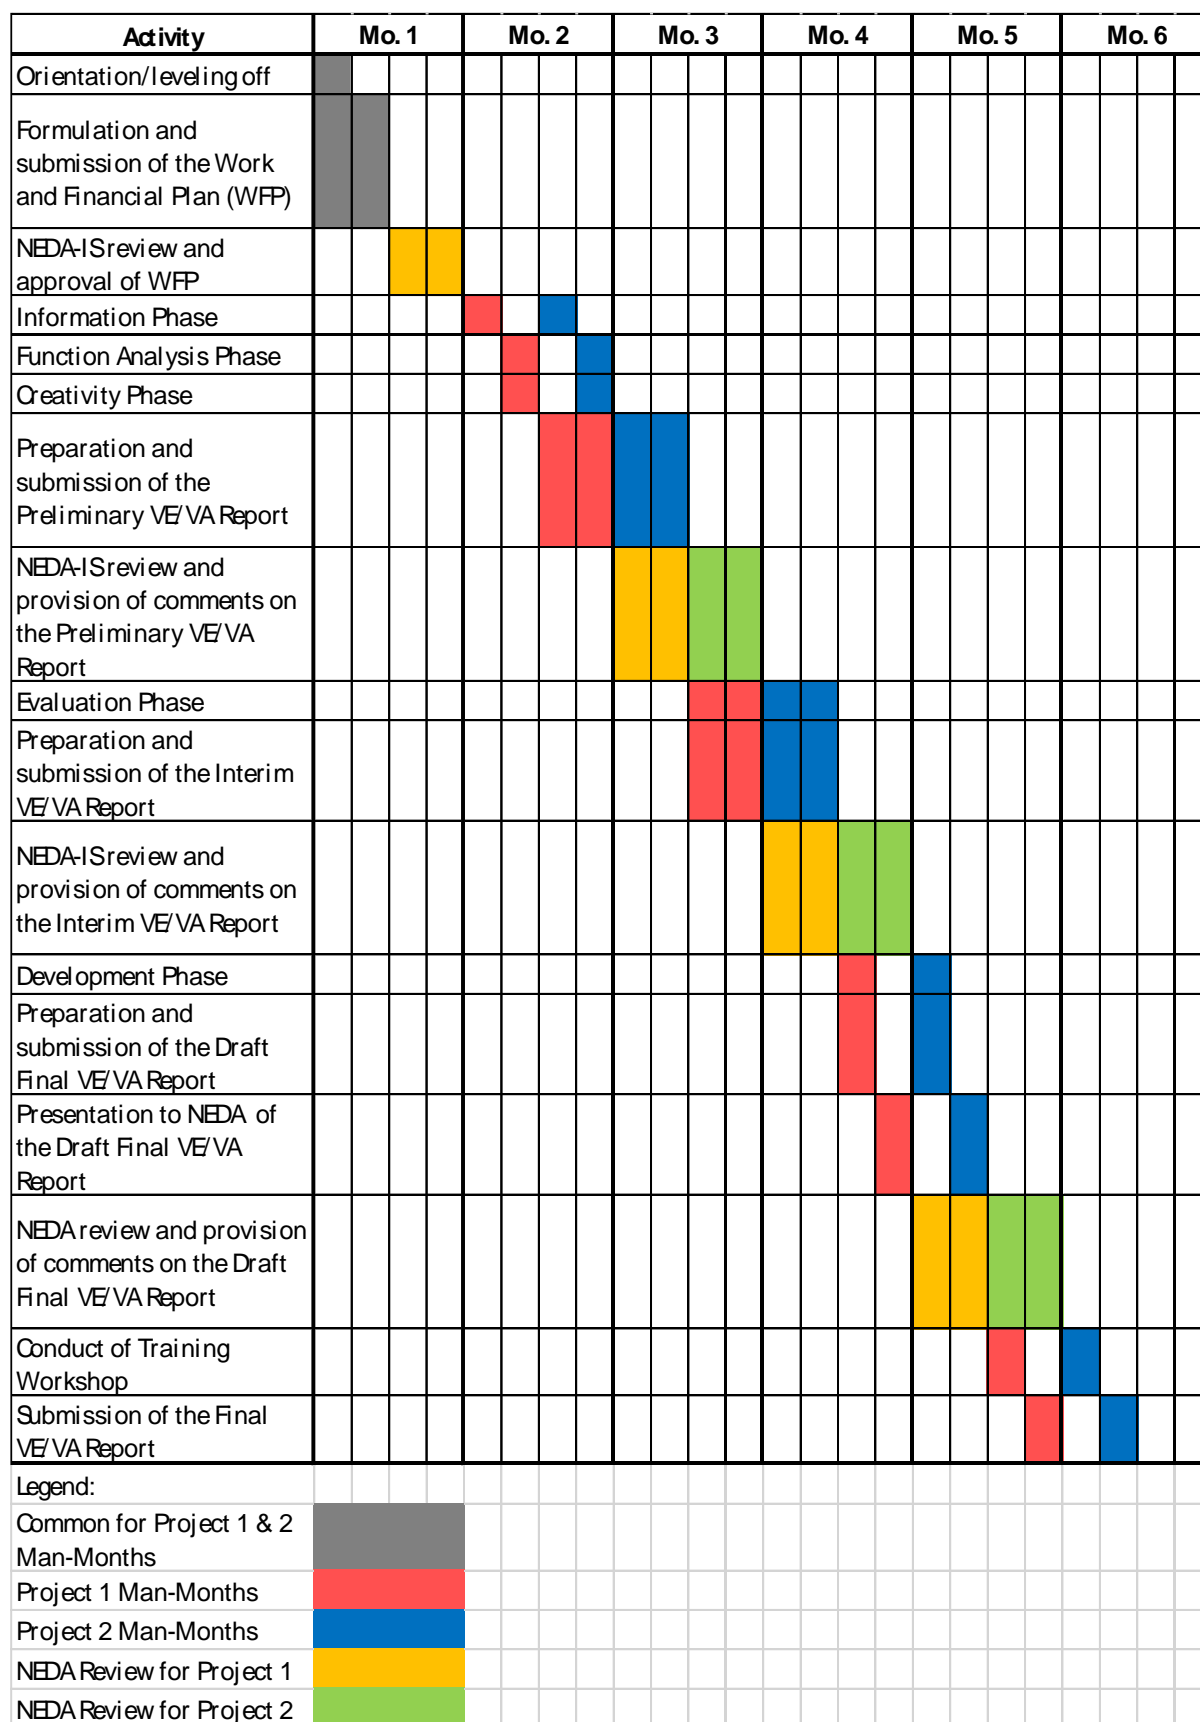 Activity Mo. 1 Mo. 2 Mo. 3 Mo. 4 Mo. 5 Mo. 6
Orientation/leveling off
Formulation and
submission of the Work
and Financial Plan (WFP)
NEDA-IS review and
approval of WFP
Information Phase
Function Analysis Phase
Creativity Phase
Preparation and
submission of the
Preliminary VE/VA Report
NEDA-IS review and
provision of comments on
the Preliminary VE/VA
Report
Evaluation Phase
Preparation and
submission of the Interim
VE/VA Report
NEDA-IS review and
provision of comments on
the Interim VE/VA Report
Development Phase
Preparation and
submission of the Draft
Final VE/VA Report
Presentation to NEDA of
the Draft Final VE/VA
Report
NEDA review and provision
of comments on the Draft
Final VE/VA Report
Conduct of Training
Workshop
Submission of the Final
VE/VA Report
Legend:
Common for Project 1 & 2
Man-Months
Project 1 Man-Months
Project 2 Man-Months
NEDA Review for Project 1
NEDA Review for Project 2